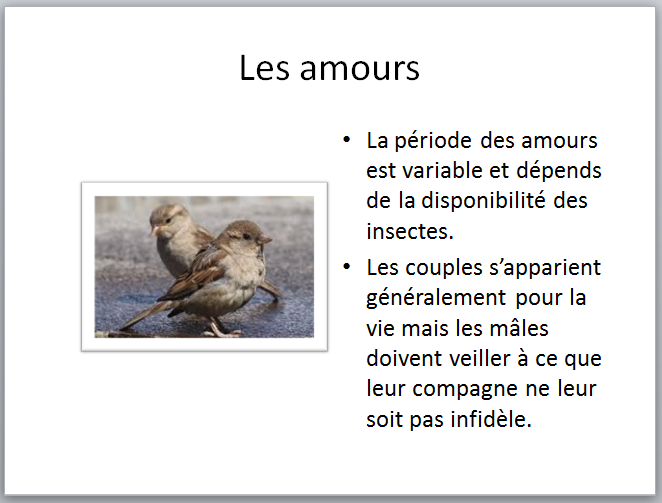 Les amours
• La période des amours
est variable et dépends
de la disponibilité des
insectes.
• Les couples s’apparient
généralement pour la
vie mais les mâles
doivent veiller à ce que
leur compagne ne leur
soit pas infidèle.